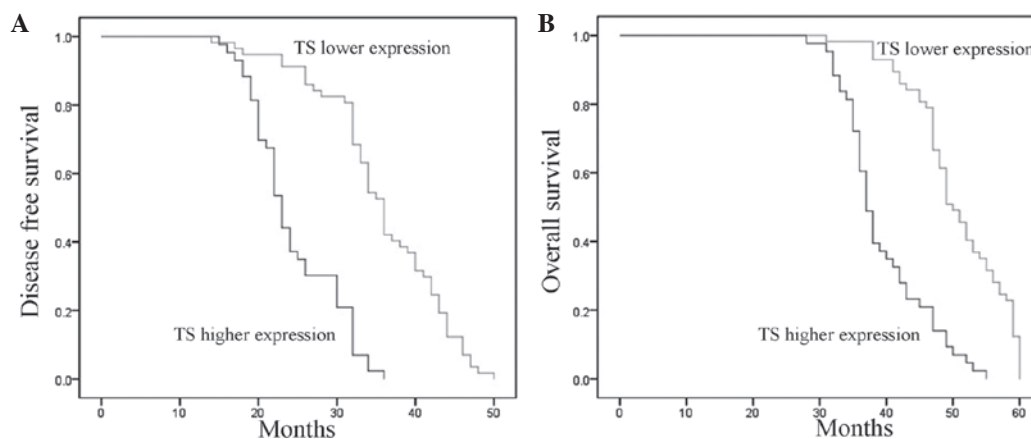 A
Disease free survival
1.0
0.8
0.6
0.4
0.2
0.0
TS lower expression
TS higher expression
0
10
20
30
40
50
Months
B
Overall survival
1.0
0.8
0.6
0.4
0.2
0.0
TS lower expression
TS higher expression
0
10
20
30
40
50
60
Months